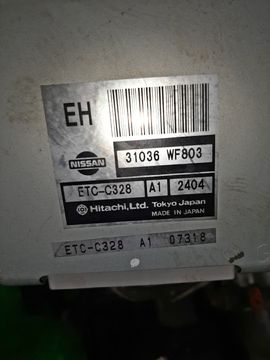 EH
NISSAN
31036 WF803
ETC-C328 A1 2404
Hitachi, Ltd. Tokyo Japan
MADE IN JAPAN
ETC-C328 A1 07318